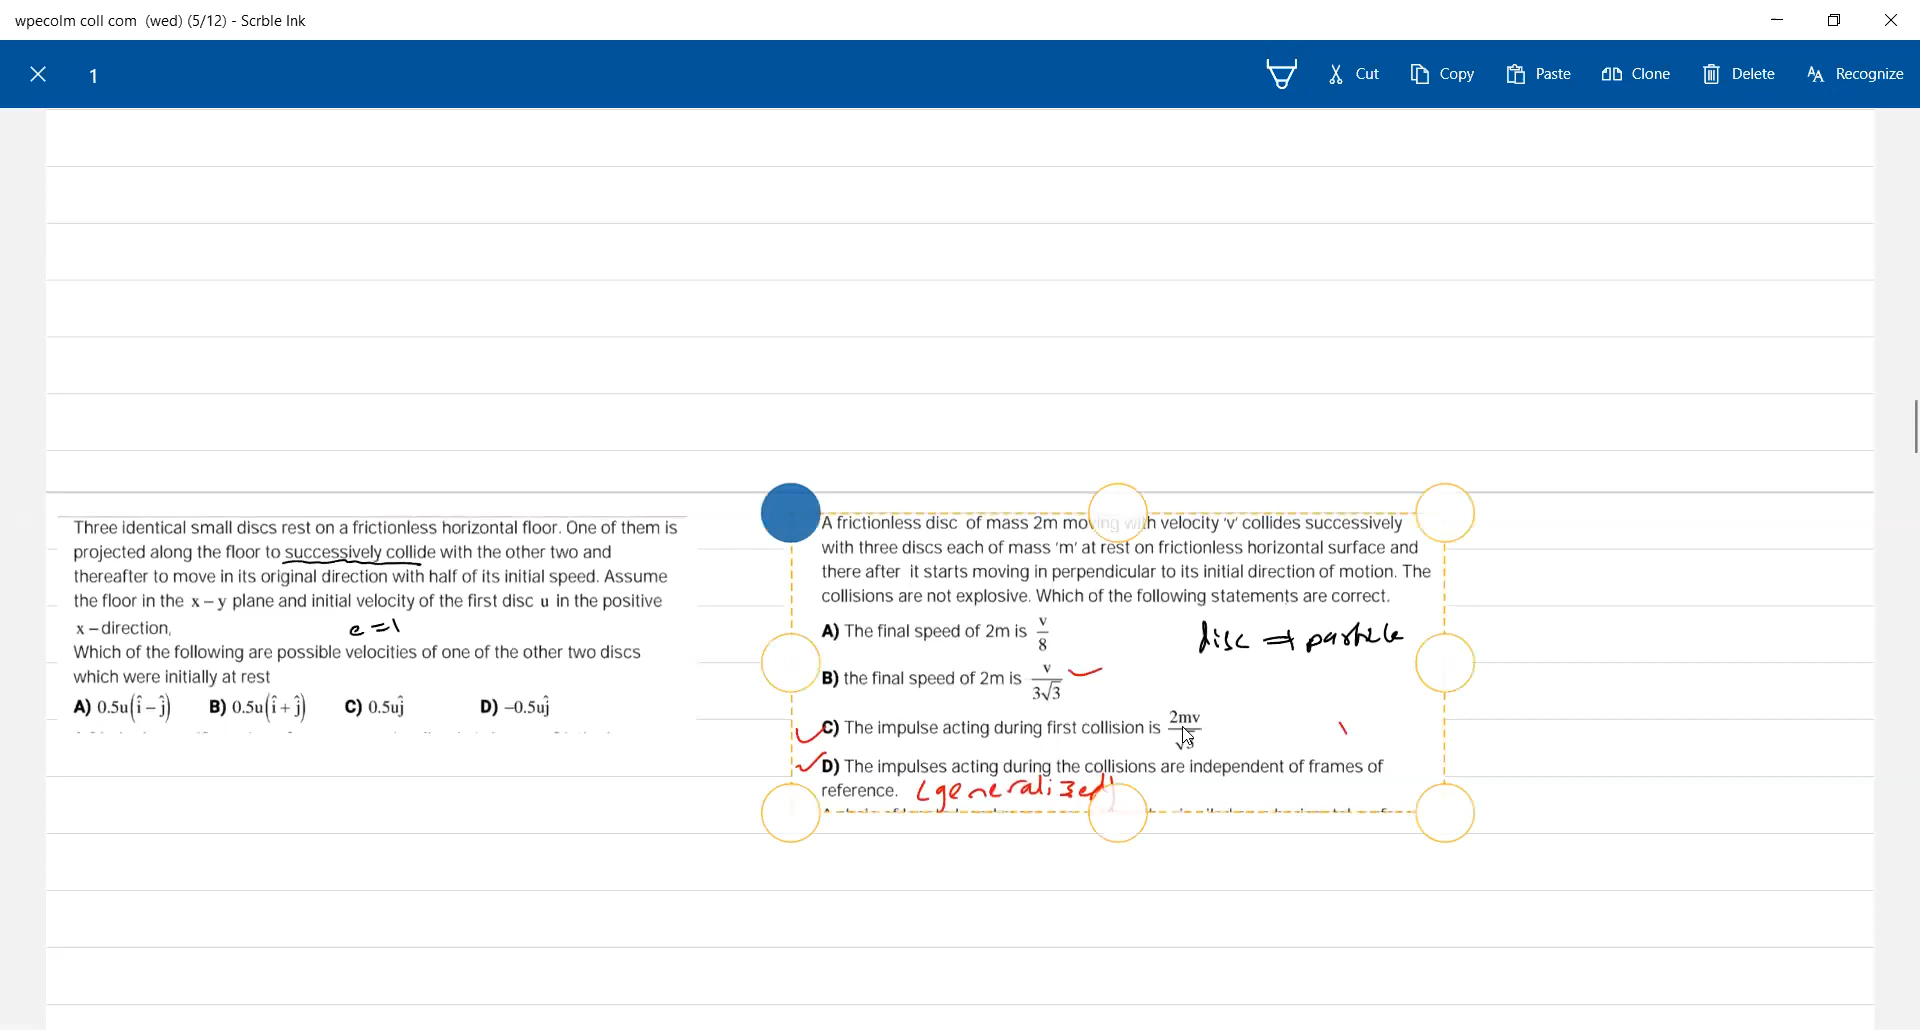 wpecolm coll com (wed) (5/12) - Scrble Ink
1
Cut
Copy
Paste
Clone
Delete
Recognize
Three identical small discs rest on a frictionless horizontal floor. One of them is
projected along the floor to successively collide with the other two and
thereafter to move in its original direction with half of its initial speed. Assume
the floor in the x – y plane and initial velocity of the first disc u in the positive
x – direction,
e = 1
Which of the following are possible velocities of one of the other two discs
which were initially at rest
A) 0.5u(î − ĵ) B) 0.5u(î + ĵ) C) 0.5uĵ D) −0.5uĵ
A frictionless disc of mass 2m moving with velocity 'v' collides successively
with three discs each of mass 'm' at rest on frictionless horizontal surface and
there after it starts moving in perpendicular to its initial direction of motion. The
collisions are not explosive. Which of the following statements are correct.
A) The final speed of 2m is v/8
disc ⇒ particle
B) the final speed of 2m is v/3√3
C) The impulse acting during first collision is 2mv/√3
D) The impulses acting during the collisions are independent of frames of
reference. (generalized)